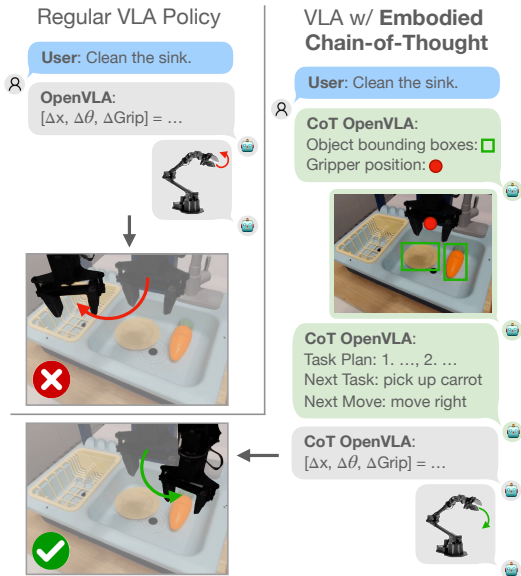 Regular VLA Policy
User: Clean the sink.
OpenVLA:
[Δx, Δθ, ΔGrip] = …
VLA w/ Embodied
Chain-of-Thought
User: Clean the sink.
CoT OpenVLA:
Object bounding boxes:
Gripper position:
CoT OpenVLA:
Task Plan: 1. …, 2. …
Next Task: pick up carrot
Next Move: move right
CoT OpenVLA:
[Δx, Δθ, ΔGrip] = …